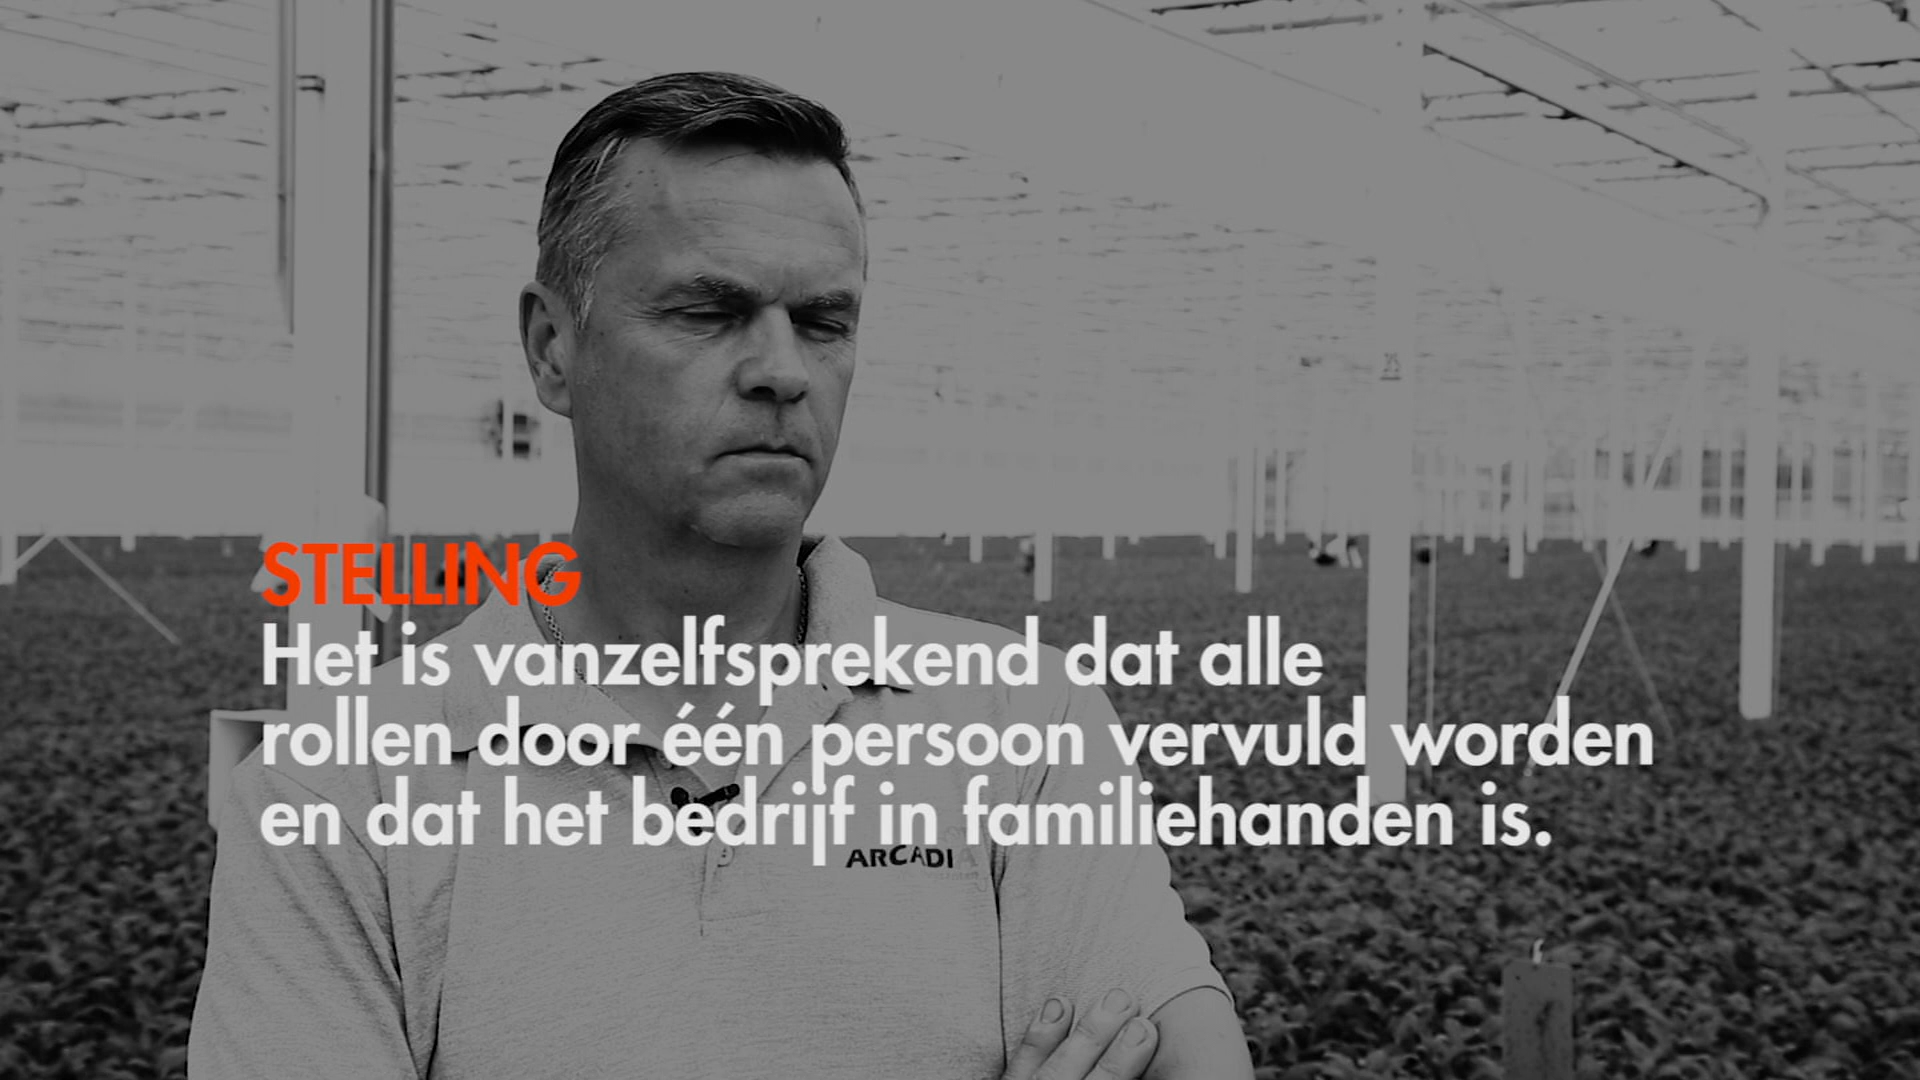 STELLING
Het is vanzelfsprekend dat alle
rollen door één persoon vervuld worden
en dat het bedrijf in familiehanden is.
ARCADIA